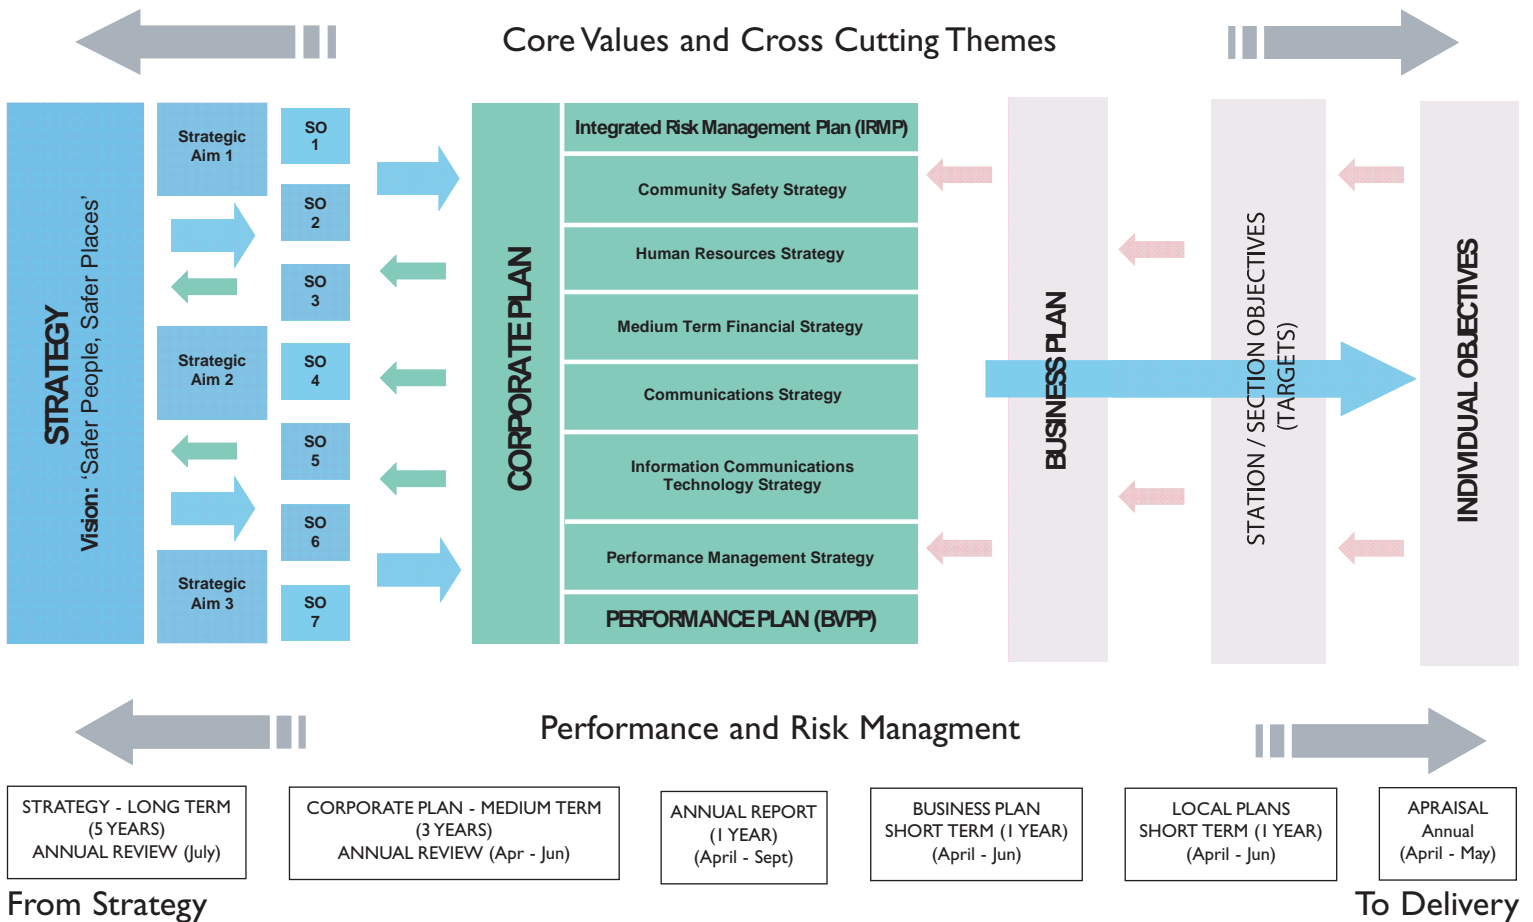 Core Values and Cross Cutting Themes
STRATEGY
Vision: ‘Safer People, Safer Places’
Strategic
Aim 1
Strategic
Aim 2
Strategic
Aim 3
SO
1
SO
2
SO
3
SO
4
SO
5
SO
6
SO
7
CORPORATE PLAN
Integrated Risk Management Plan (IRMP)
Community Safety Strategy
Human Resources Strategy
Medium Term Financial Strategy
Communications Strategy
Information Communications
Technology Strategy
Performance Management Strategy
PERFORMANCE PLAN (BVPP)
BUSINESS PLAN
STATION / SECTION OBJECTIVES
(TARGETS)
INDIVIDUAL OBJECTIVES
Performance and Risk Managment
STRATEGY - LONG TERM
(5 YEARS)
ANNUAL REVIEW (July)
CORPORATE PLAN - MEDIUM TERM
(3 YEARS)
ANNUAL REVIEW (Apr - Jun)
ANNUAL REPORT
(1 YEAR)
(April - Sept)
BUSINESS PLAN
SHORT TERM (1 YEAR)
(April - Jun)
LOCAL PLANS
SHORT TERM (1 YEAR)
(April - Jun)
APRAISAL
Annual
(April - May)
From Strategy
To Delivery